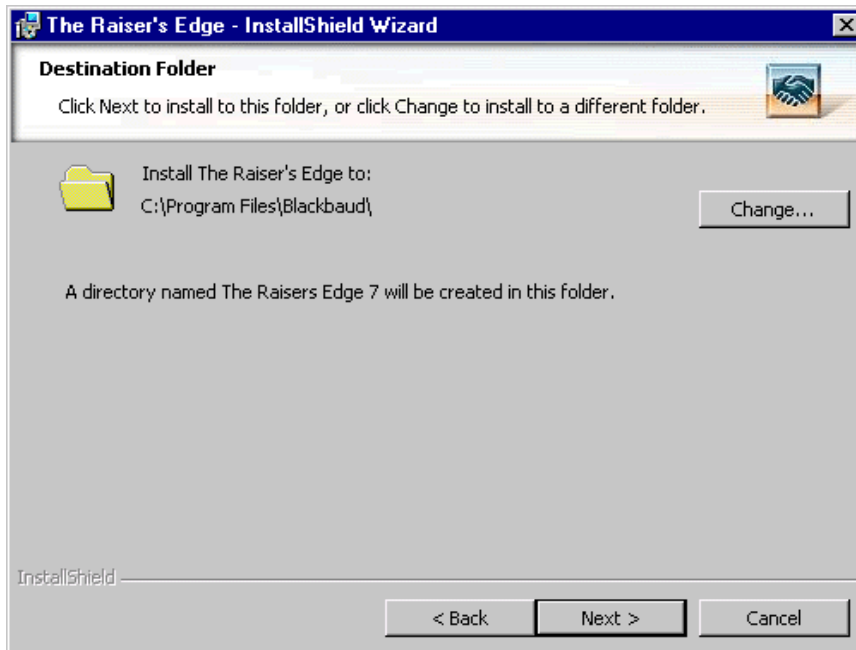 The Raiser's Edge - InstallShield Wizard
Destination Folder
Click Next to install to this folder, or click Change to install to a different folder.
Install The Raiser's Edge to:
C:\Program Files\Blackbaud\
Change...
A directory named The Raisers Edge 7 will be created in this folder.
InstallShield
< Back
Next >
Cancel